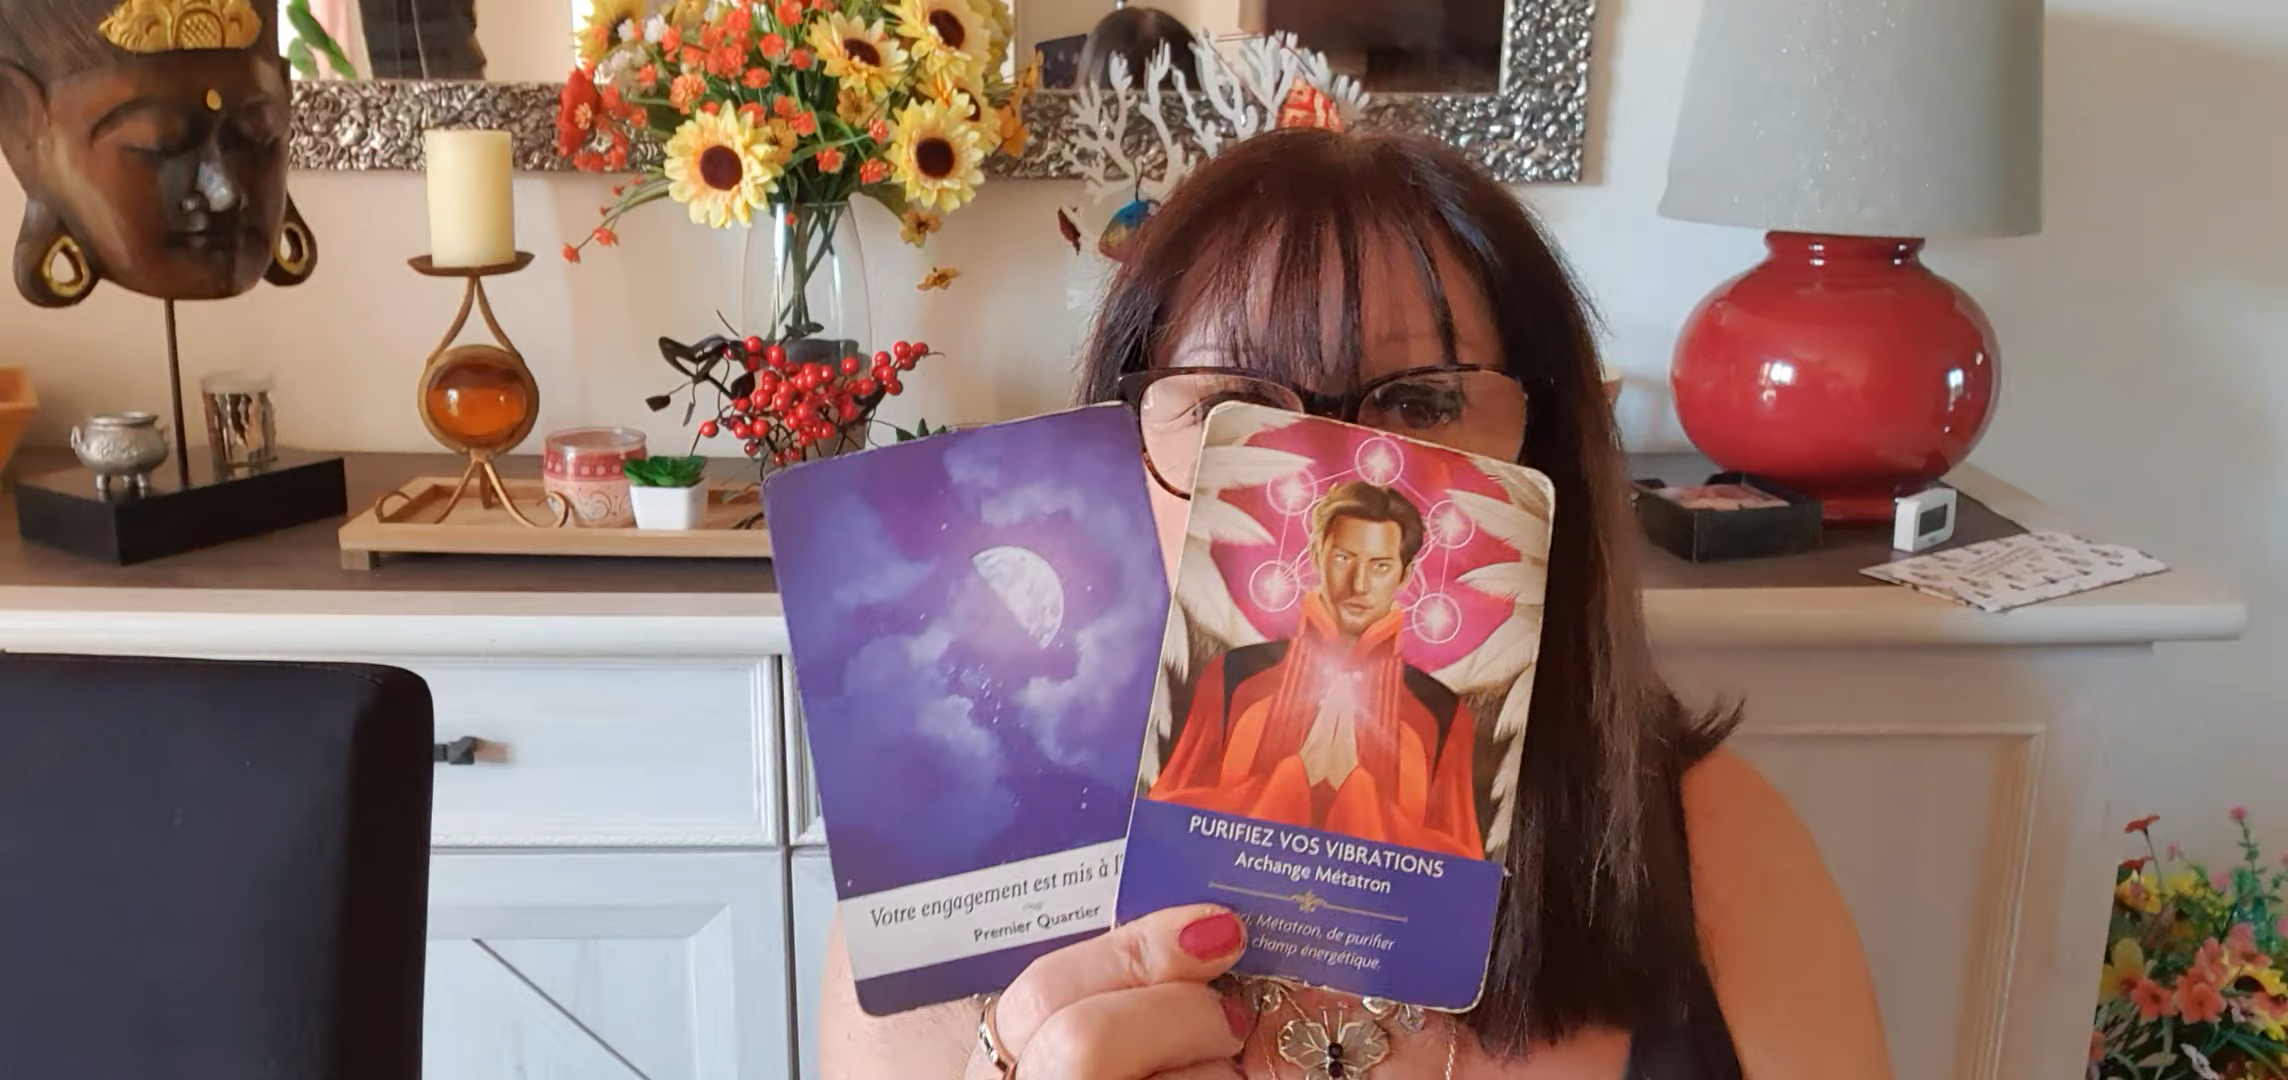 Votre engagement est mis à
Premier Quartier
PURIFIEZ VOS VIBRATIONS
Archange Métatron
Métatron, de purifier
champ énergétique.